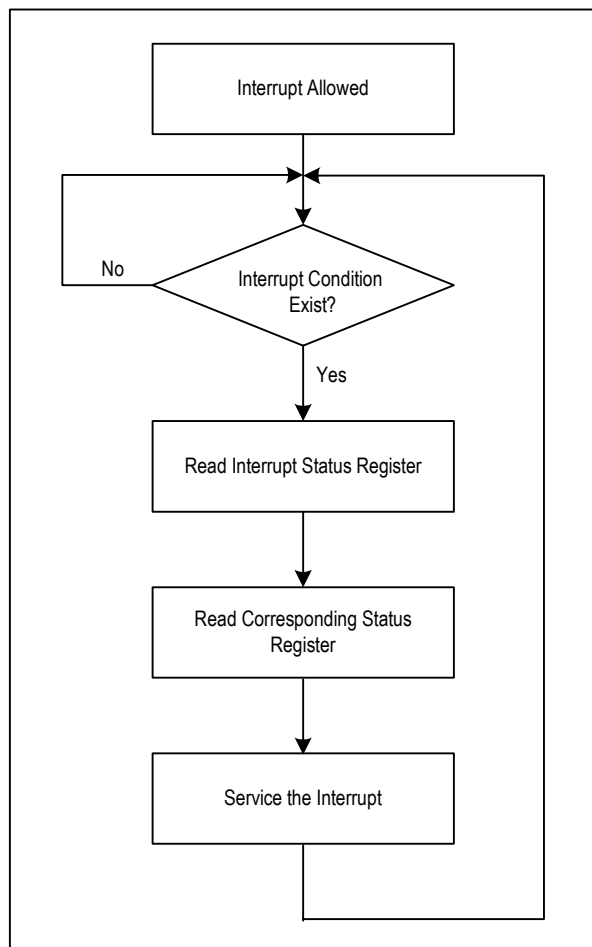 Interrupt Allowed
No
Interrupt Condition
Exist?
Yes
Read Interrupt Status Register
Read Corresponding Status
Register
Service the Interrupt